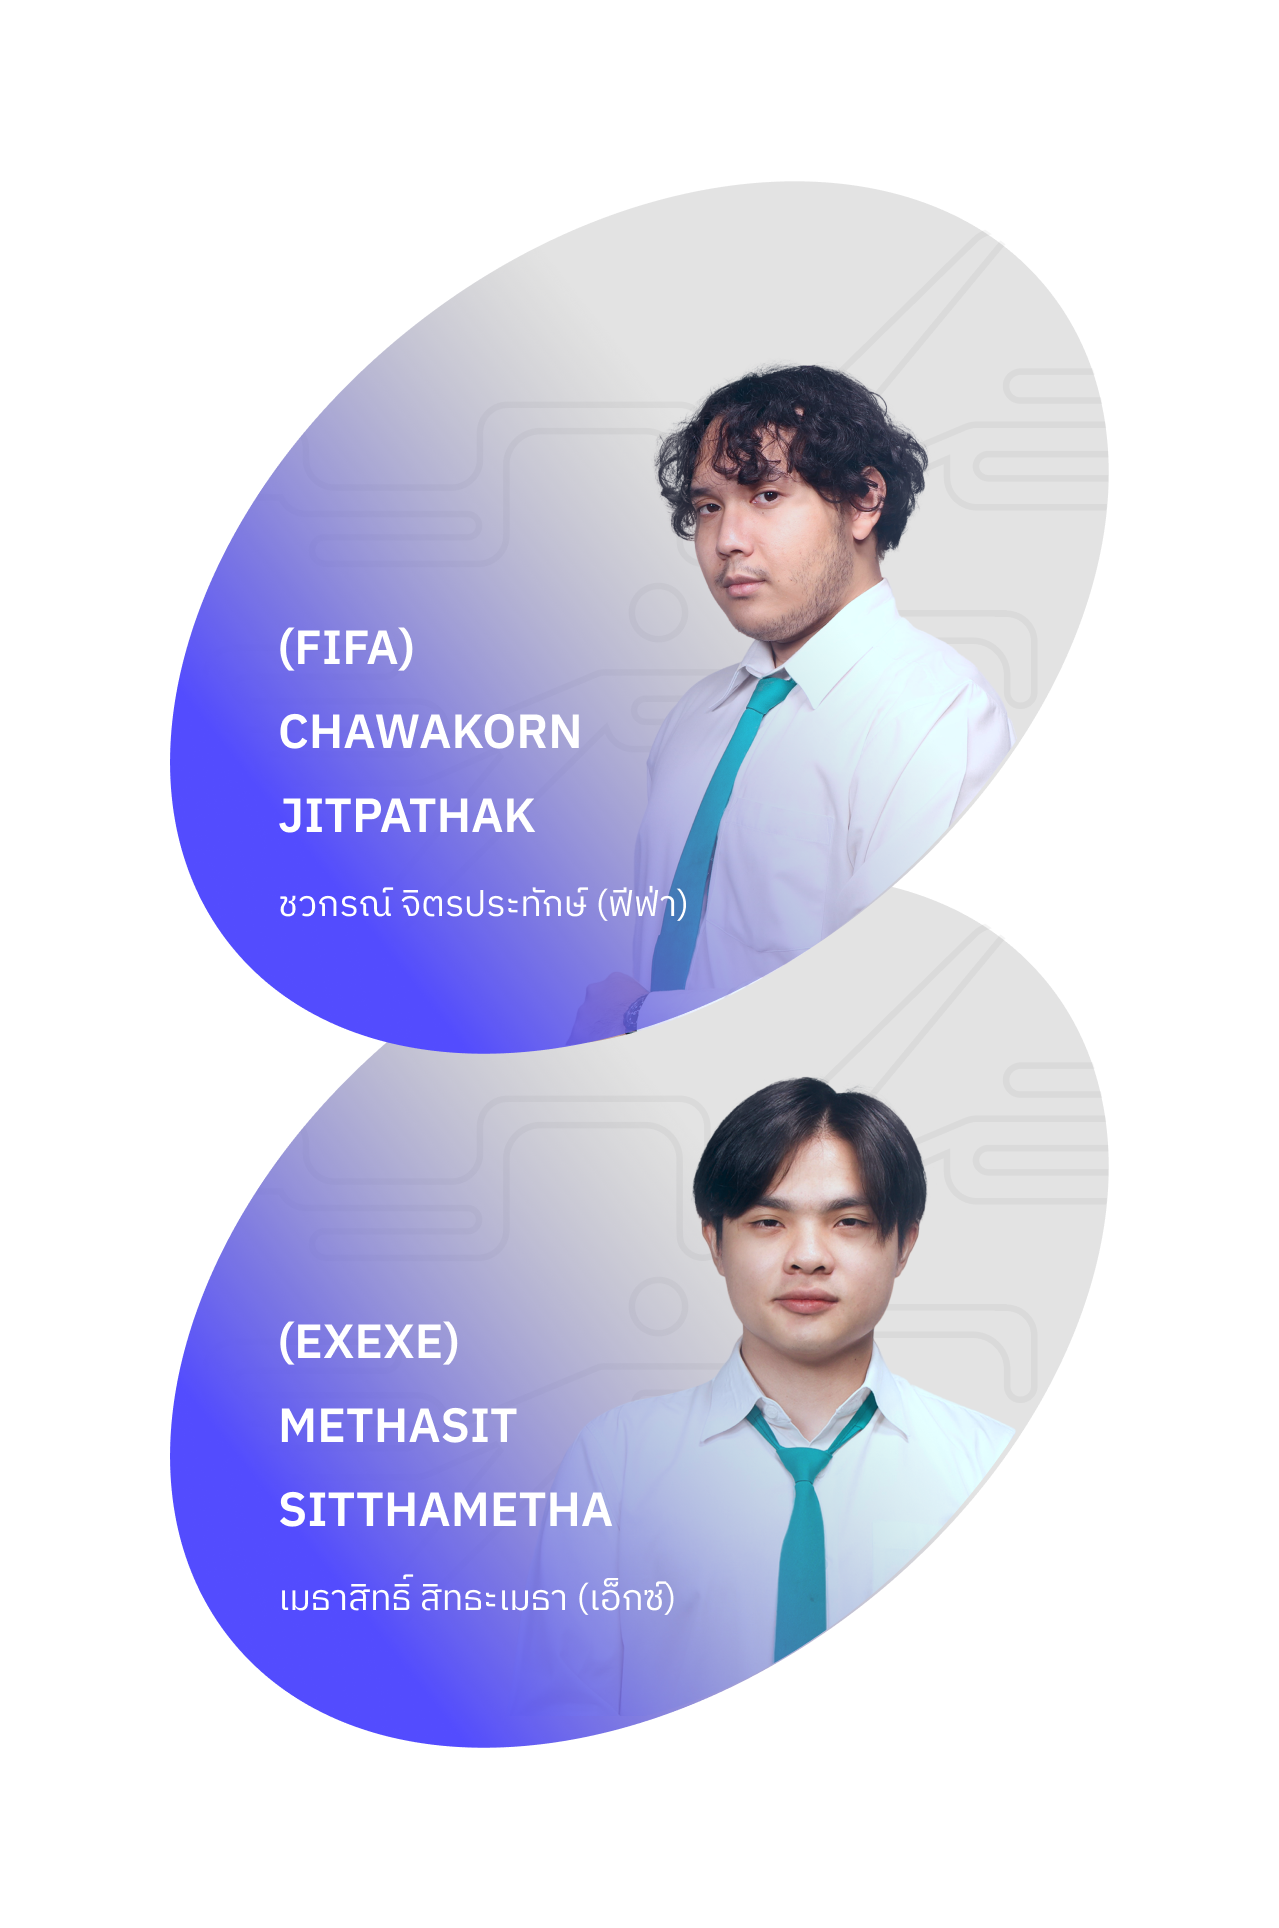 (FIFA)
CHAWAKORN
JITPATHAK
ชวกรณ์ จิตรประทักษ์ (ฟีฟ่า)
(EXEXE)
METHASIT
SITTHAMETHA
เมธาสิทธิ์ สิทธะเมธา (เอ็กซ์)